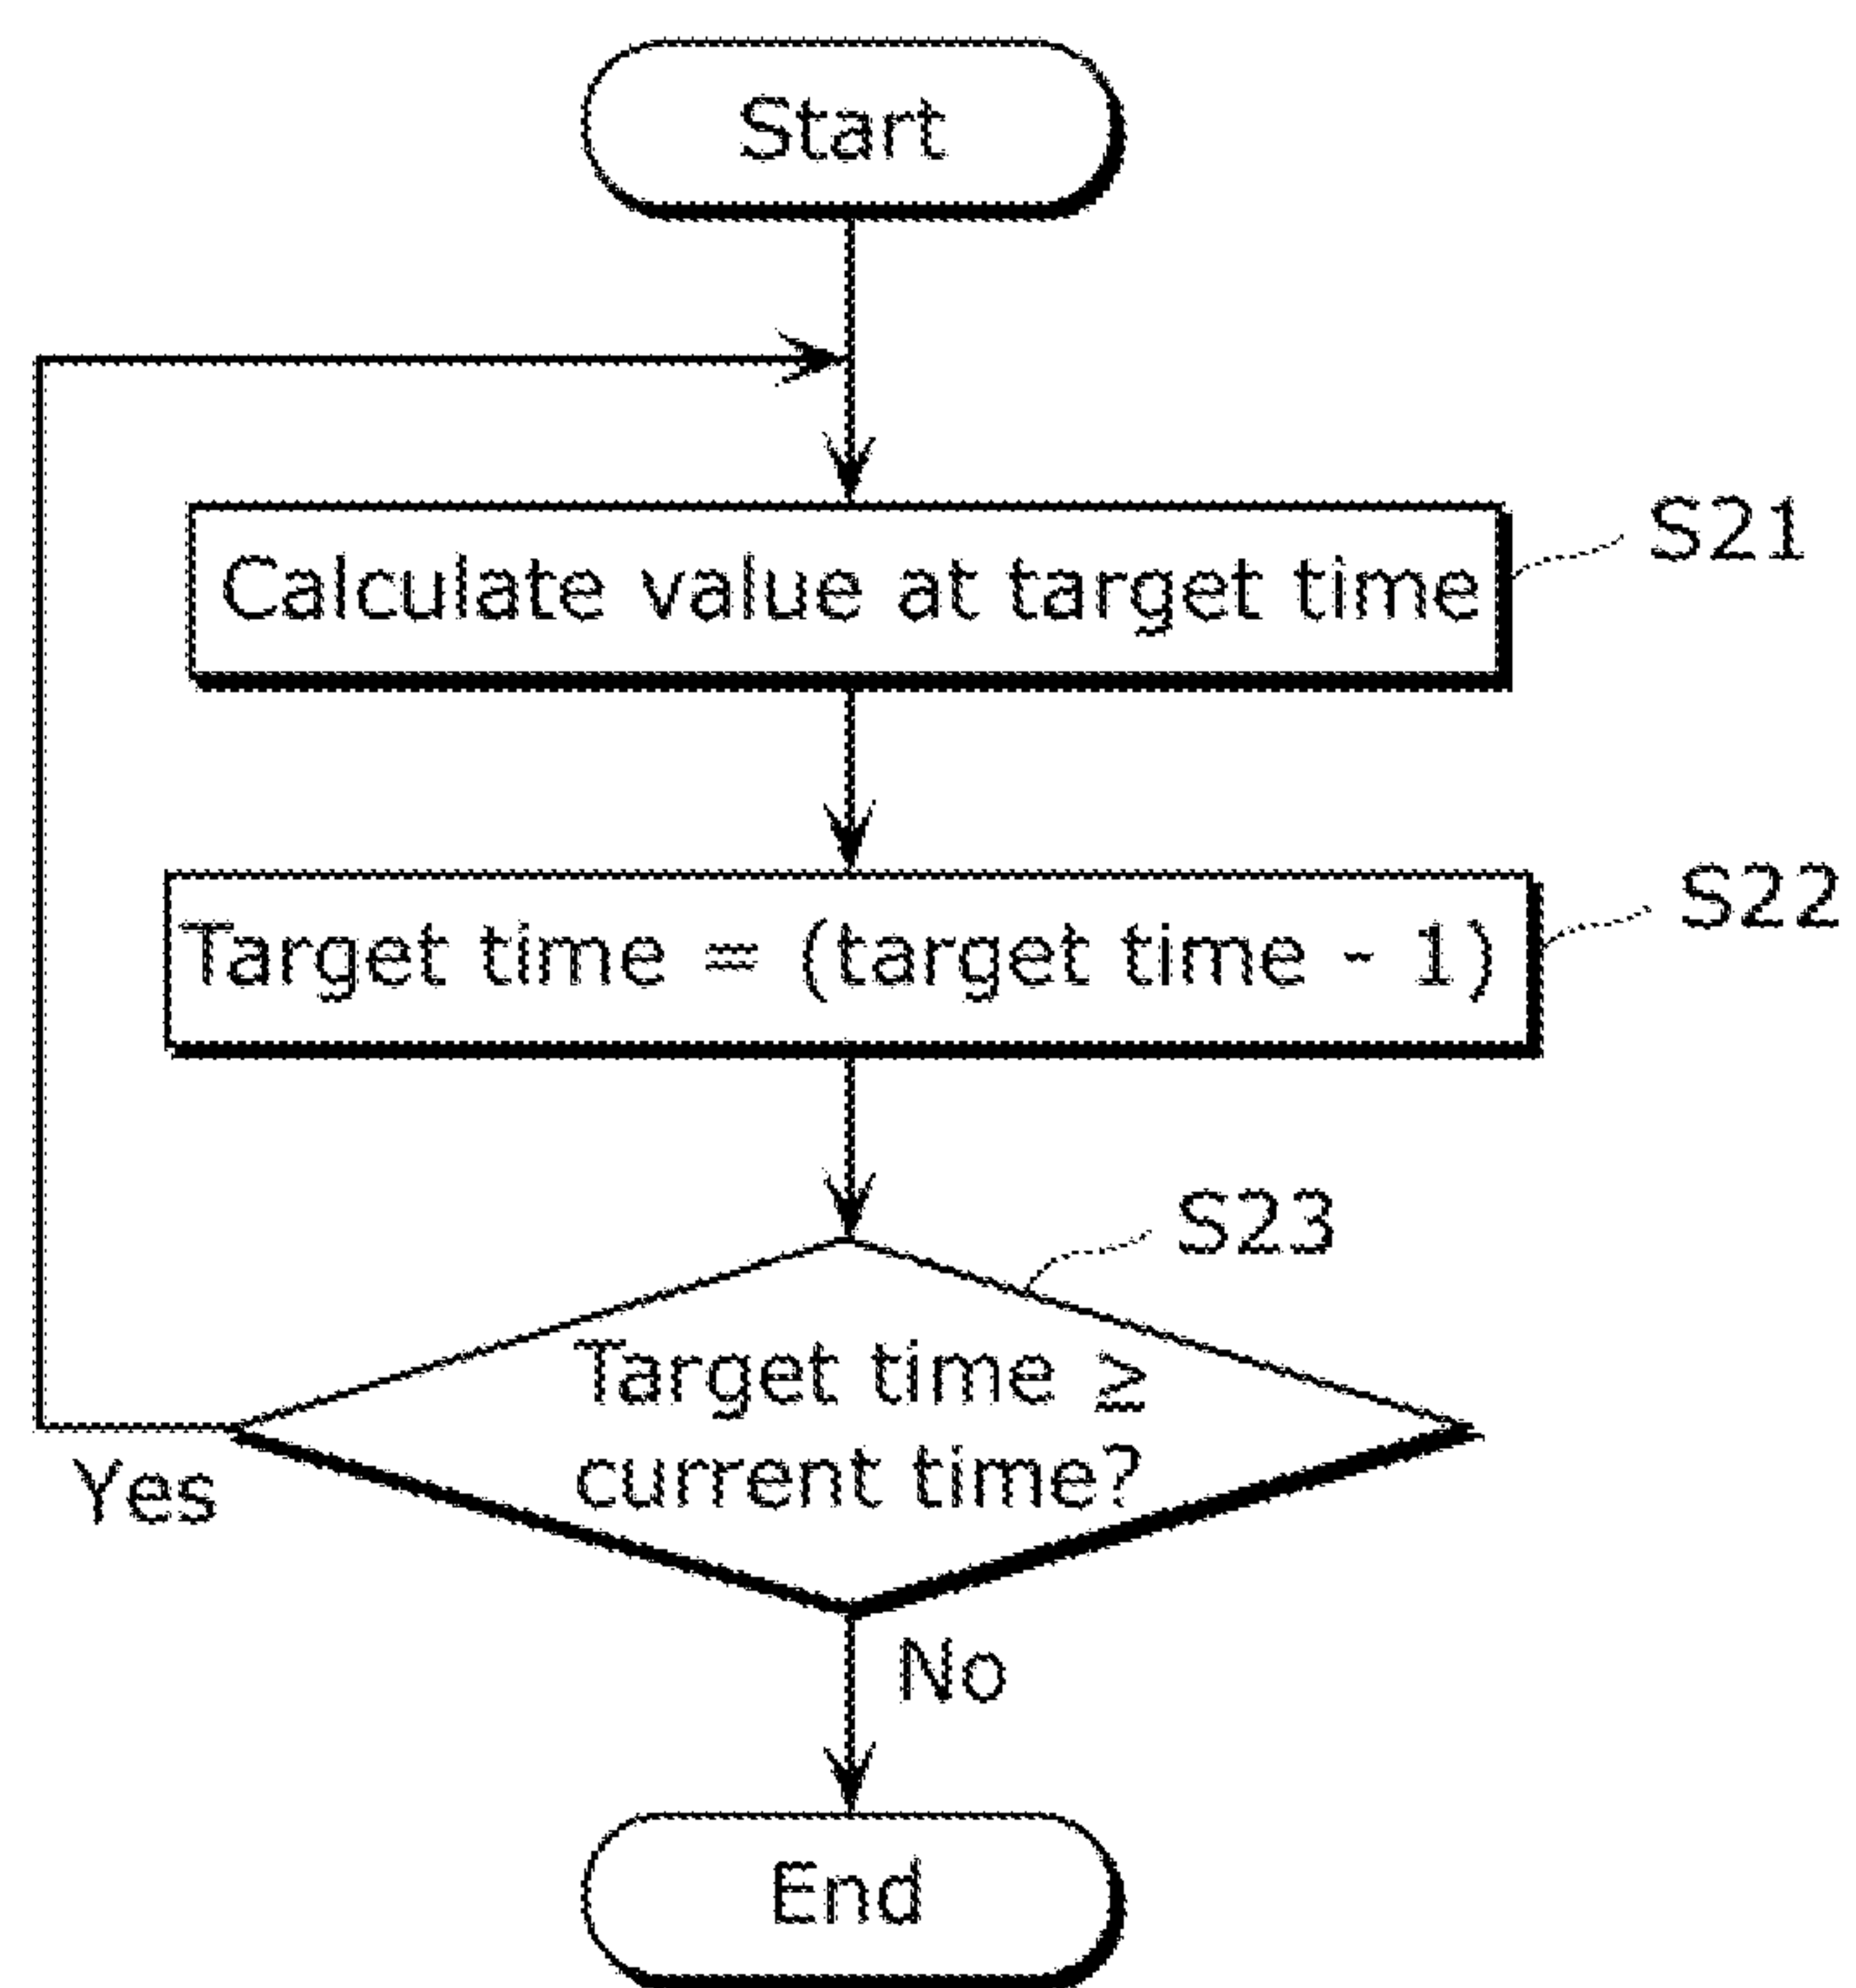 Start
Calculate value at target time
S21
Target time = (target time - 1)
S22
S23
Target time ≥
current time?
Yes
No
End